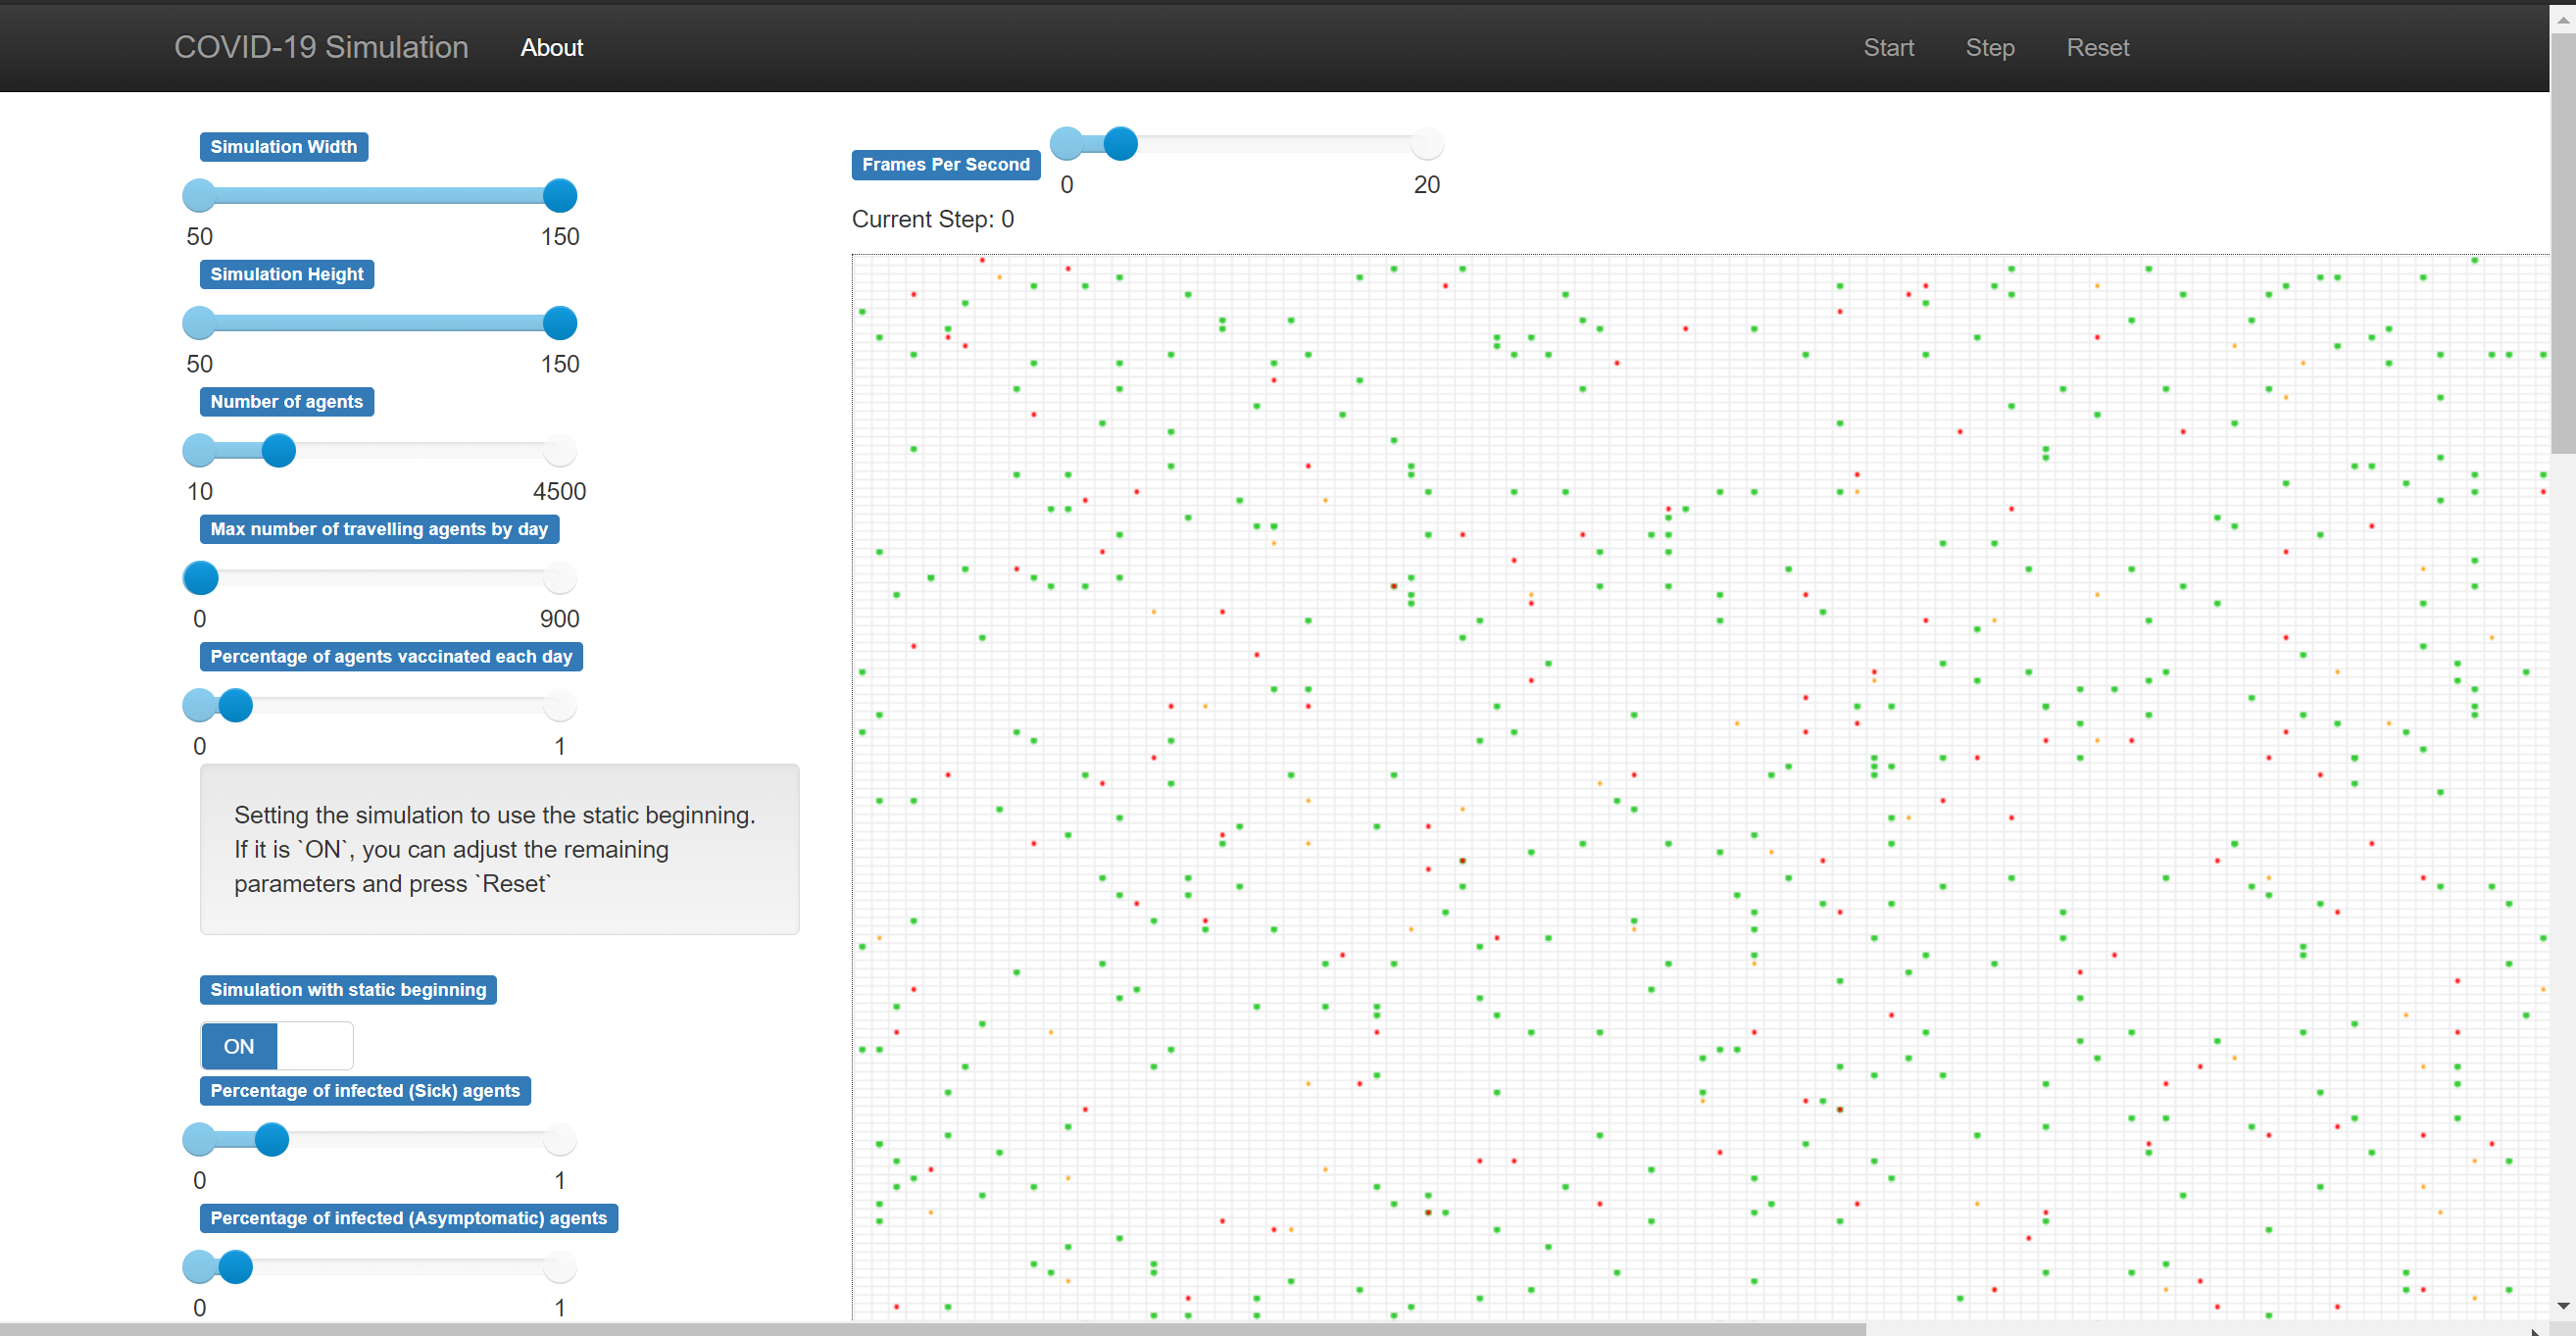 COVID-19 Simulation About Start Step Reset
Simulation Width
50 150
Simulation Height
50 150
Number of agents
10 4500
Max number of travelling agents by day
0 900
Percentage of agents vaccinated each day
0 1
Setting the simulation to use the static beginning.
If it is `ON`, you can adjust the remaining
parameters and press `Reset`
Simulation with static beginning
ON
Percentage of infected (Sick) agents
0 1
Percentage of infected (Asymptomatic) agents
0 1
Frames Per Second
0 20
Current Step: 0